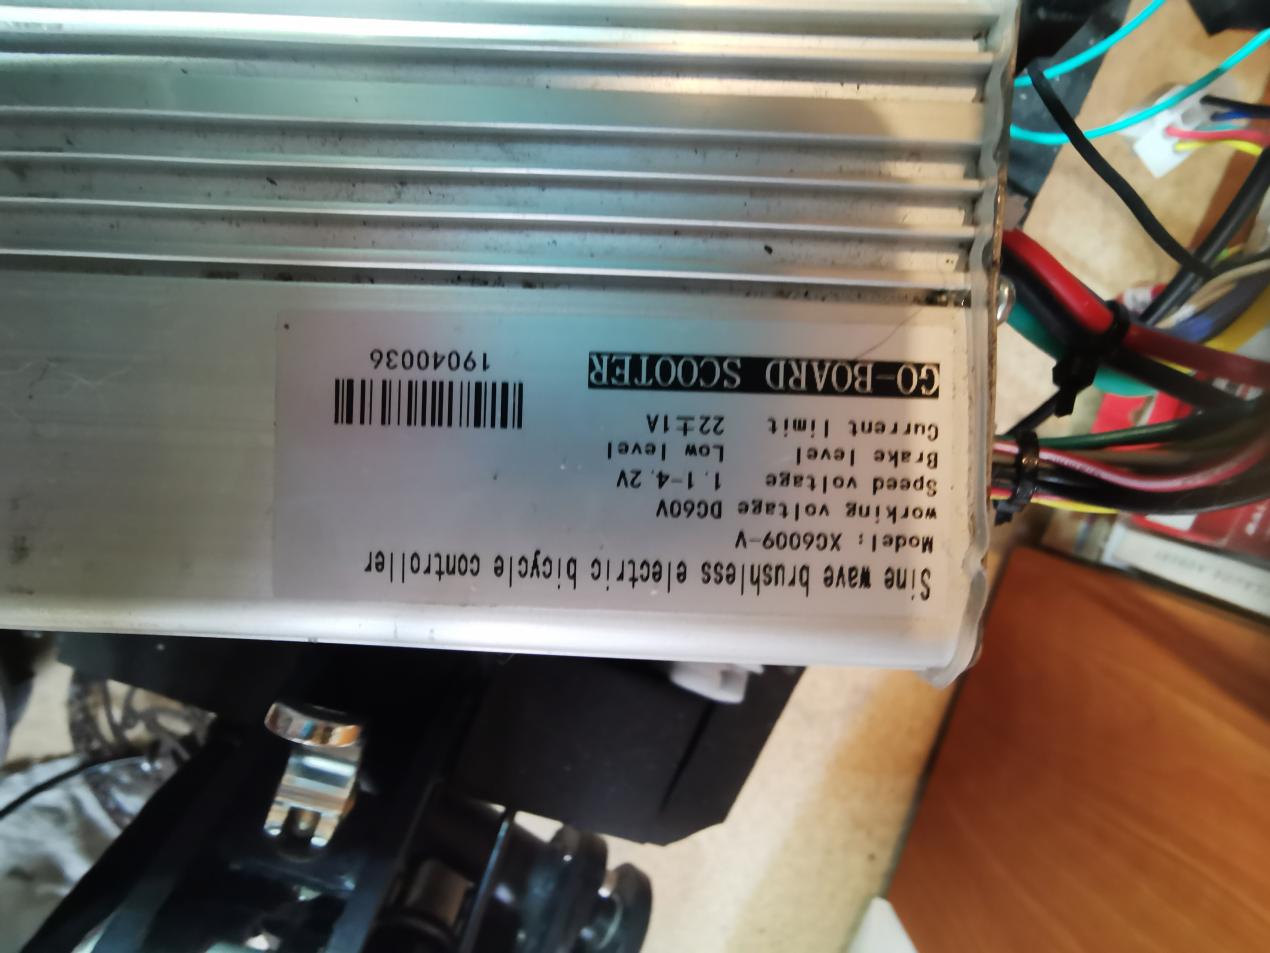 Sine wave brushless electric bicycle controller
Model: XC6009-V
working voltage DC60V
Speed voltage 1.1-4.2V
Brake level Low level
Current limit 22±1A
GO-BOARD SCOOTER
19040036